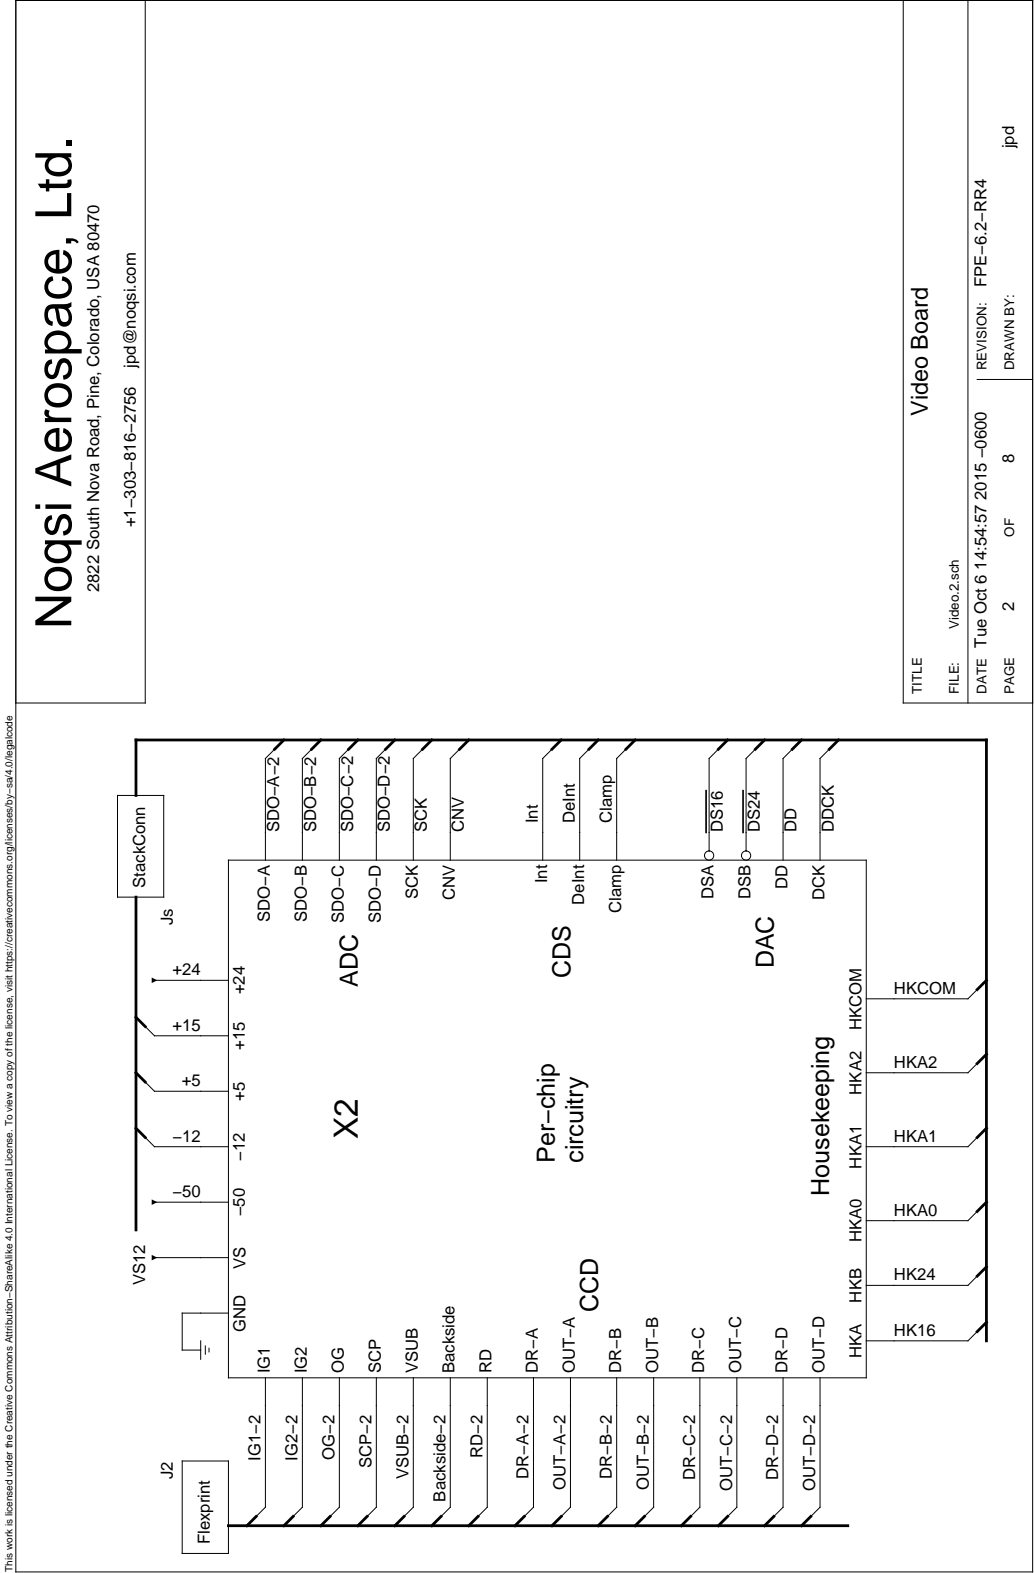 This work is licensed under the Creative Commons Attribution–ShareAlike 4.0 International License. To view a copy of the license, visit https://creativecommons.org/licenses/by–sa/4.0/legalcode
Noqsi Aerospace, Ltd.
2822 South Nova Road, Pine, Colorado, USA 80470
+1–303–816–2756 jpd@noqsi.com
J2
Flexprint
StackConn
Js
VS12
–50
–12
+5
+15
+24
GND
VS
–50
–12
+5
+15
+24
IG1–2
IG1
IG2–2
IG2
OG–2
OG
SCP–2
SCP
VSUB–2
VSUB
Backside–2
Backside
RD–2
RD
DR–A–2
DR–A
OUT–A–2
OUT–A
DR–B–2
DR–B
OUT–B–2
OUT–B
DR–C–2
DR–C
OUT–C–2
OUT–C
DR–D–2
DR–D
OUT–D–2
OUT–D
X2
Per–chip
circuitry
CCD
ADC
CDS
DAC
Housekeeping
SDO–A
SDO–A–2
SDO–B
SDO–B–2
SDO–C
SDO–C–2
SDO–D
SDO–D–2
SCK
SCK
CNV
CNV
Int
Int
DeInt
DeInt
Clamp
Clamp
DSA
DS16
DSB
DS24
DD
DD
DCK
DDCK
HKA
HKB
HKA0
HKA1
HKA2
HKCOM
HK16
HK24
HKA0
HKA1
HKA2
HKCOM
TITLE
Video Board
FILE: Video.2.sch
DATE Tue Oct 6 14:54:57 2015 –0600
REVISION: FPE–6.2–RR4
PAGE 2 OF 8
DRAWN BY: jpd